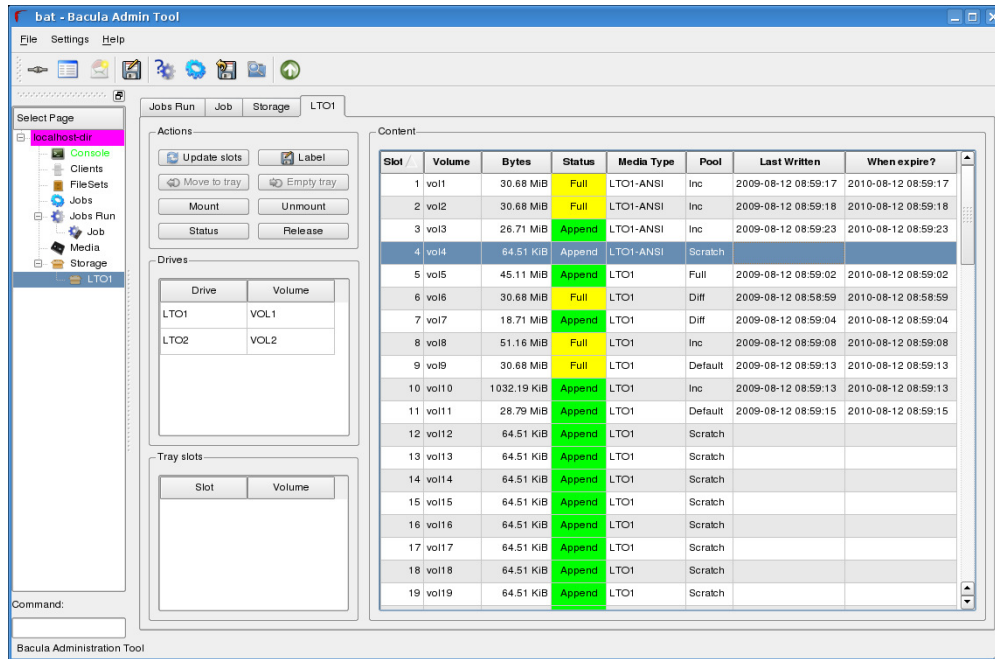 bat - Bacula Admin Tool
File Settings Help
Select Page
localhost-dir
Console
Clients
FileSets
Jobs
Jobs Run
Job
Media
Storage
LTO1
Command:
Jobs Run Job Storage LTO1
Actions
Update slots Label
Move to tray Empty tray
Mount Unmount
Status Release
Drives
Drive Volume
LTO1 VOL1
LTO2 VOL2
Tray slots
Slot Volume
Content
Slot Volume Bytes Status Media Type Pool Last Written When expire?
1 vol1 30.68 MiB Full LTO1-ANSI Inc 2009-08-12 08:59:17 2010-08-12 08:59:17
2 vol2 30.68 MiB Full LTO1-ANSI Inc 2009-08-12 08:59:18 2010-08-12 08:59:18
3 vol3 26.71 MiB Append LTO1-ANSI Inc 2009-08-12 08:59:23 2010-08-12 08:59:23
4 vol4 64.51 KiB Append LTO1-ANSI Scratch
5 vol5 45.11 MiB Append LTO1 Full 2009-08-12 08:59:02 2010-08-12 08:59:02
6 vol6 30.68 MiB Full LTO1 Diff 2009-08-12 08:58:59 2010-08-12 08:58:59
7 vol7 18.71 MiB Append LTO1 Diff 2009-08-12 08:59:04 2010-08-12 08:59:04
8 vol8 51.16 MiB Full LTO1 Inc 2009-08-12 08:59:08 2010-08-12 08:59:08
9 vol9 30.68 MiB Full LTO1 Default 2009-08-12 08:59:13 2010-08-12 08:59:13
10 vol10 1032.19 KiB Append LTO1 Inc 2009-08-12 08:59:13 2010-08-12 08:59:13
11 vol11 28.79 MiB Append LTO1 Default 2009-08-12 08:59:15 2010-08-12 08:59:15
12 vol12 64.51 KiB Append LTO1 Scratch
13 vol13 64.51 KiB Append LTO1 Scratch
14 vol14 64.51 KiB Append LTO1 Scratch
15 vol15 64.51 KiB Append LTO1 Scratch
16 vol16 64.51 KiB Append LTO1 Scratch
17 vol17 64.51 KiB Append LTO1 Scratch
18 vol18 64.51 KiB Append LTO1 Scratch
19 vol19 64.51 KiB Append LTO1 Scratch
Bacula Administration Tool